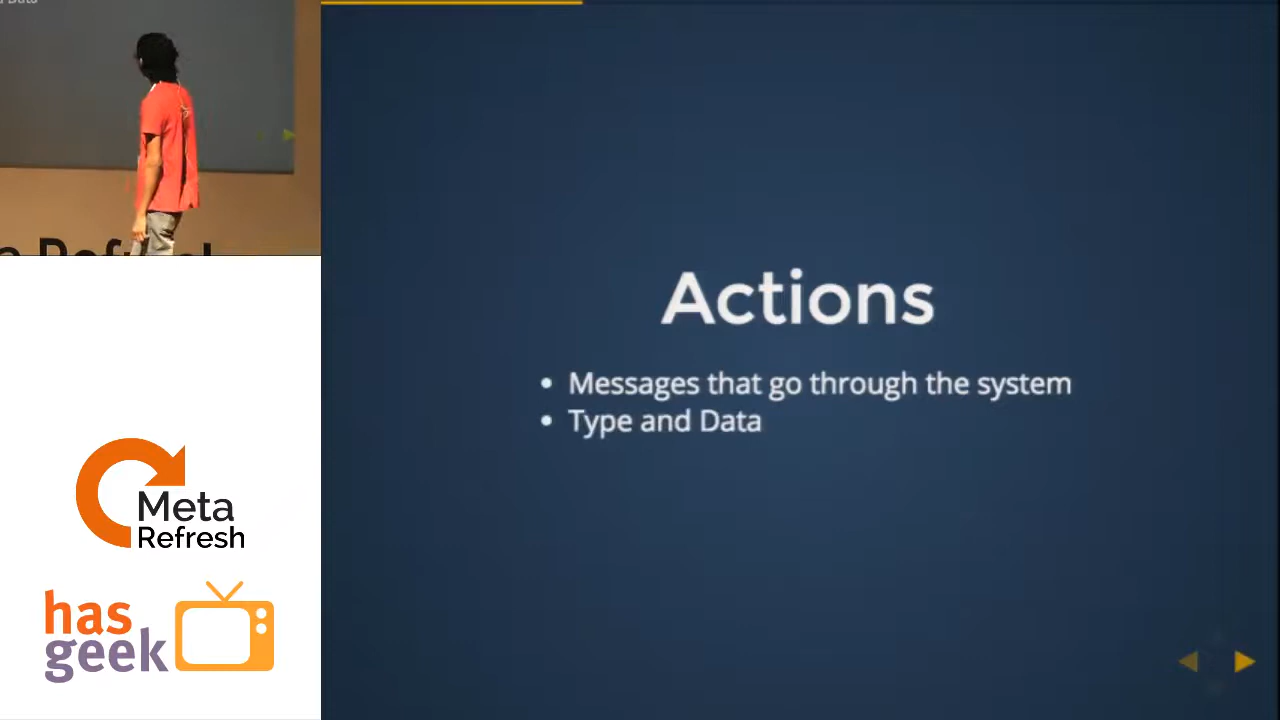 Actions
• Messages that go through the system
• Type and Data
Meta
Refresh
has
geek